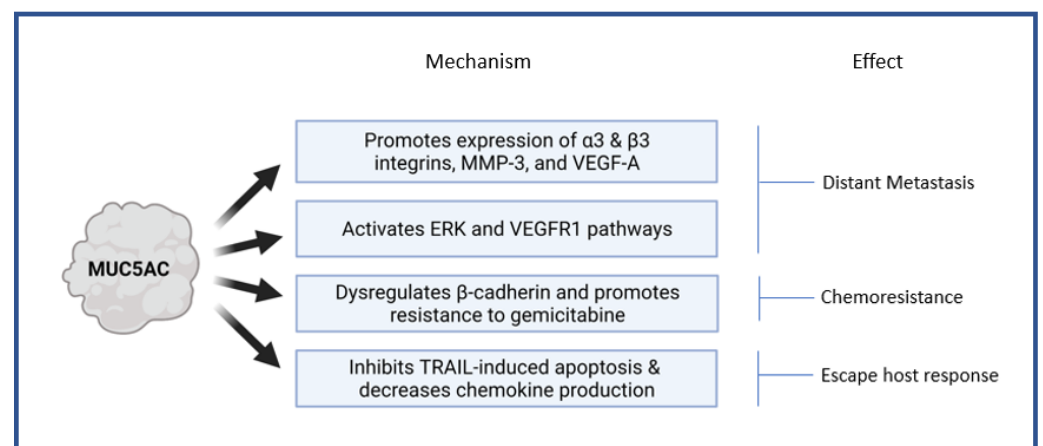 Mechanism
Effect
Promotes expression of α3 & β3
integrins, MMP-3, and VEGF-A
Distant Metastasis
Activates ERK and VEGFR1 pathways
MUC5AC
Dysregulates β-cadherin and promotes
resistance to gemicitabine
Chemoresistance
Inhibits TRAIL-induced apoptosis &
decreases chemokine production
Escape host response